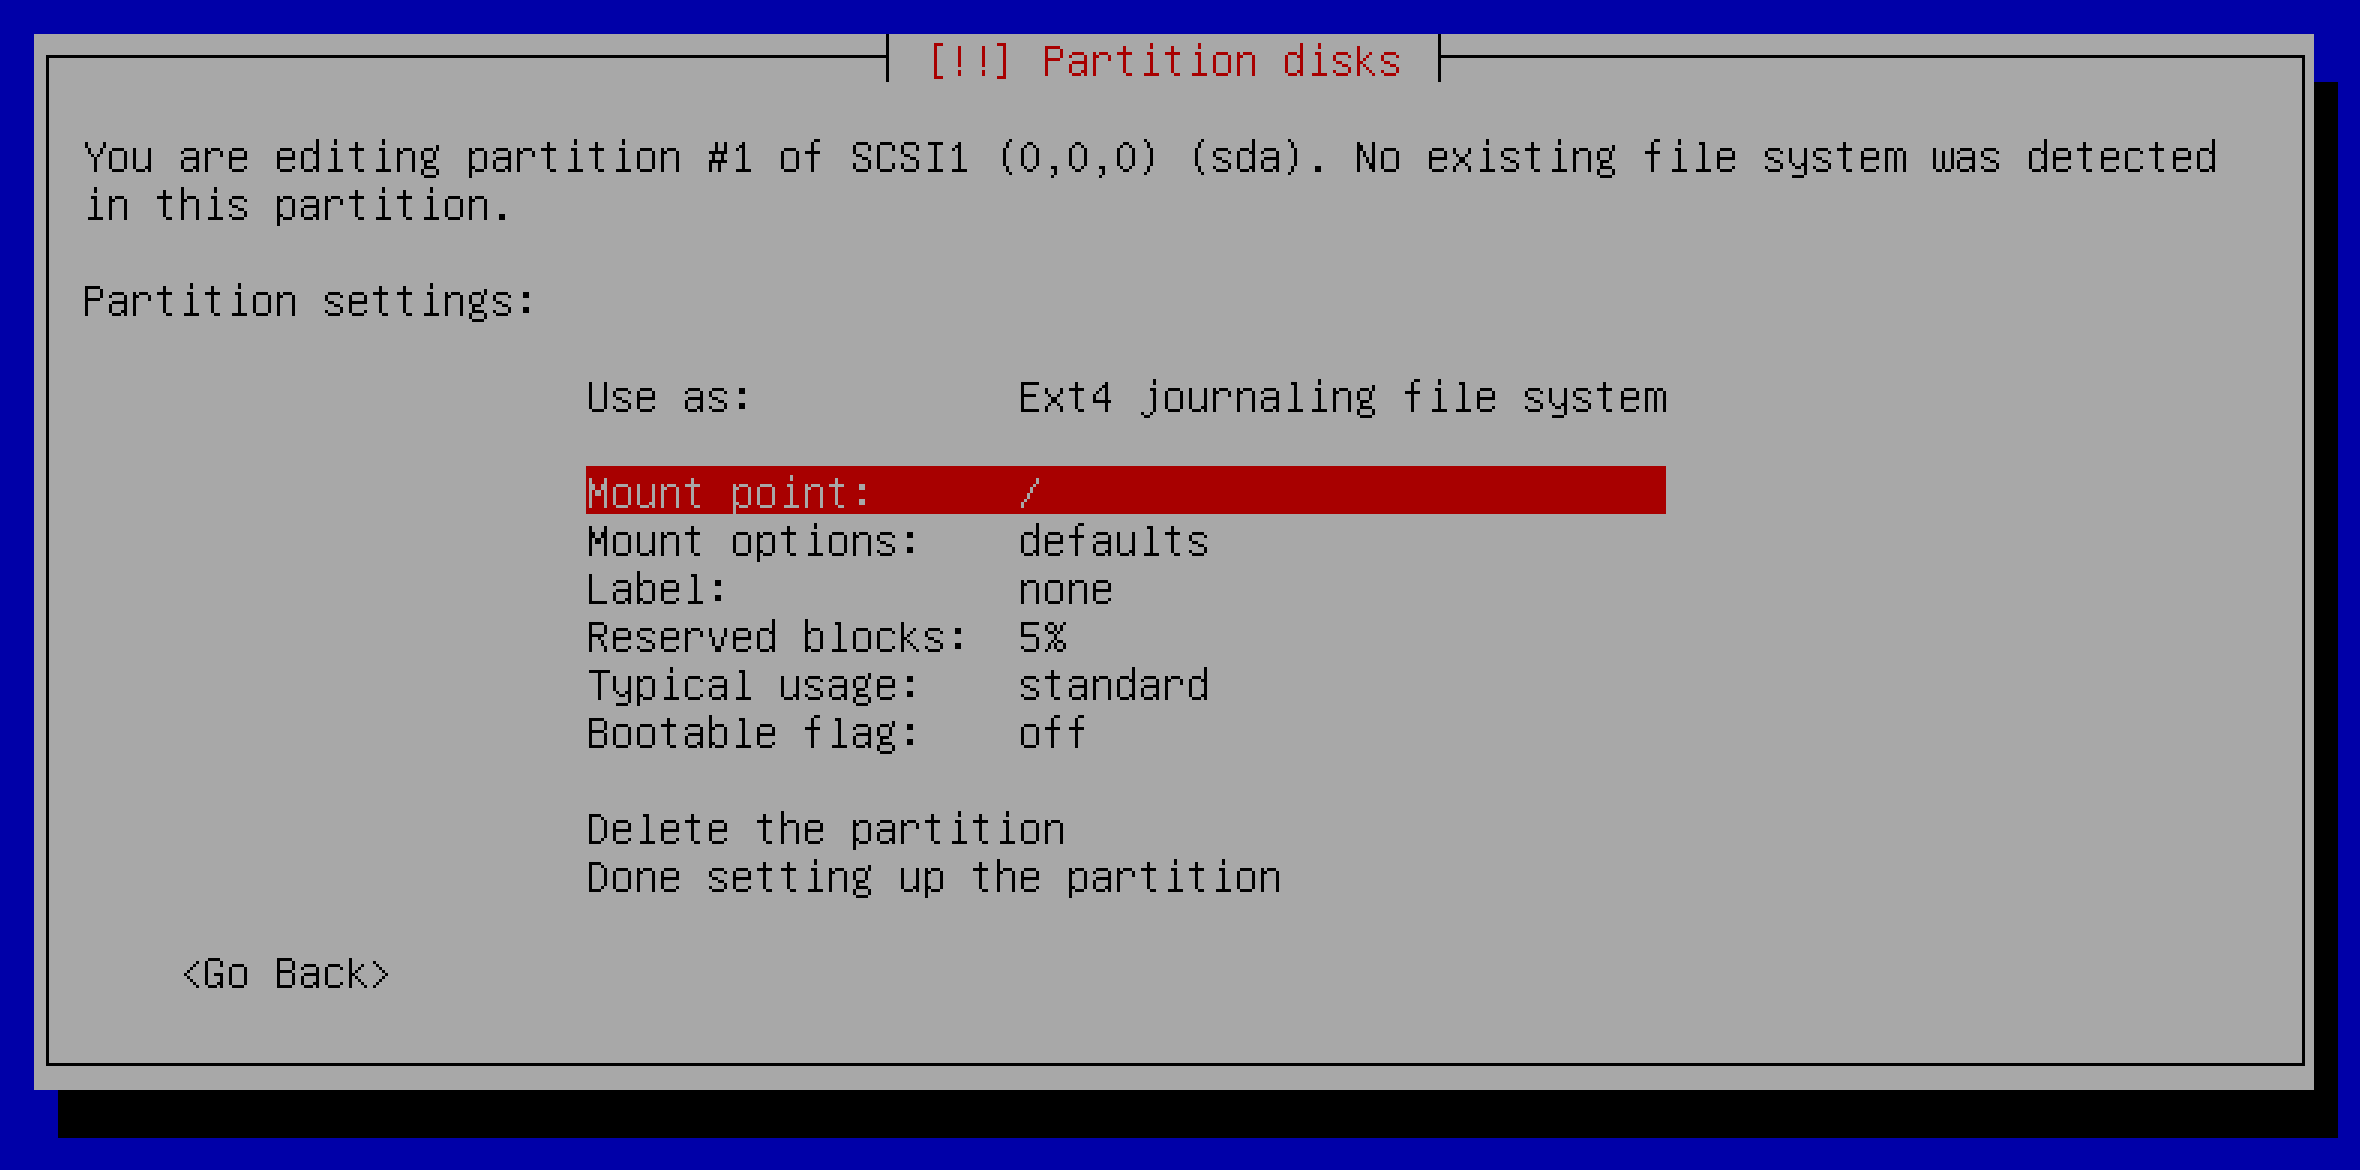 [!!] Partition disks
You are editing partition #1 of SCSI1 (0,0,0) (sda). No existing file system was detected
in this partition.
Partition settings:
Use as: Ext4 journaling file system
Mount point: /
Mount options: defaults
Label: none
Reserved blocks: 5%
Typical usage: standard
Bootable flag: off
Delete the partition
Done setting up the partition
<Go Back>